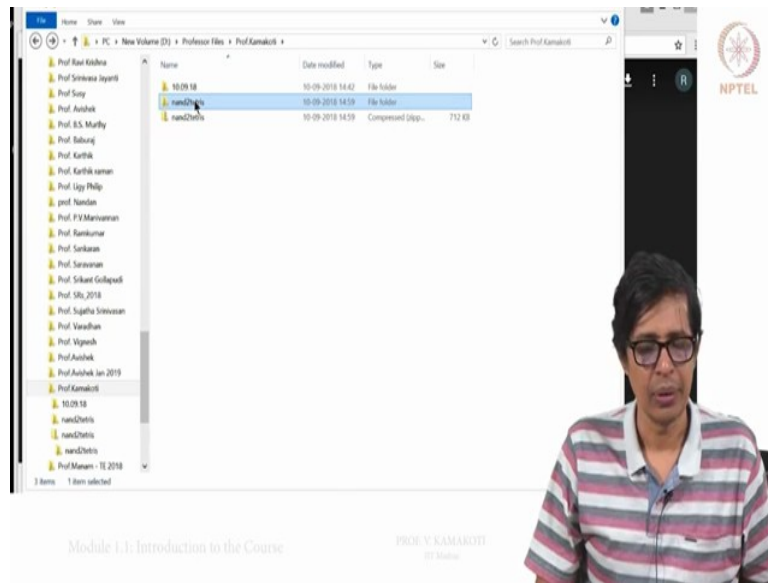 File Home Share View
PC New Volume (D:) Professor Files Prof.Kamakoti
Search Prof.Kamakoti
R
NPTEL
Name Date modified Type Size
10.09.18 10-09-2018 14:42 File folder
nand2tetris 10-09-2018 14:59 File folder
nand2tetris 10-09-2018 14:59 Compressed (zipp... 712 KB
Prof Ravi Krishna
Prof Srinivasa Jayanti
Prof Susy
Prof. Avishek
Prof. B.S. Murthy
Prof. Baburaj
Prof. Karthik
Prof. Karthik raman
Prof. Ligy Philip
prof. Nandan
Prof. P.V.Manivannan
Prof. Ramkumar
Prof. Sankaran
Prof. Saravanan
Prof. Srikant Gollapudi
Prof. SRs_2018
Prof. Sujatha Srinivasan
Prof. Varadhan
Prof. Vignesh
Prof.Avishek
Prof.Avishek Jan 2019
Prof.Kamakoti
10.09.18
nand2tetris
nand2tetris
nand2tetris
Prof.Manam - TE 2018
3 items 1 item selected
Module 1.1: Introduction to the Course
PROF. V. KAMAKOTI
IIT Madras